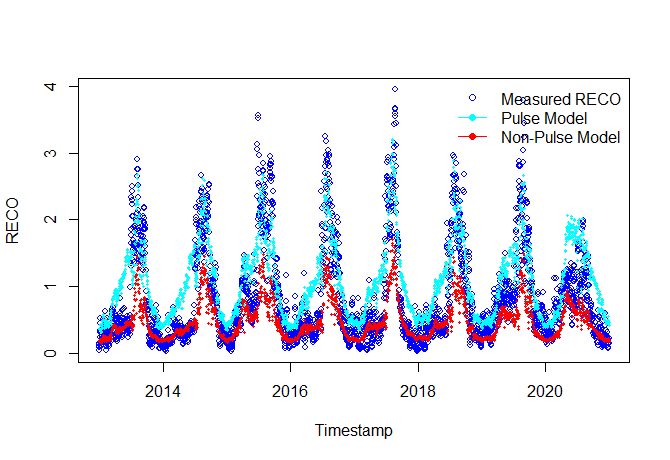 Measured RECO
Pulse Model
Non-Pulse Model
4
3
2
1
0
RECO
2014 2016 2018 2020
Timestamp